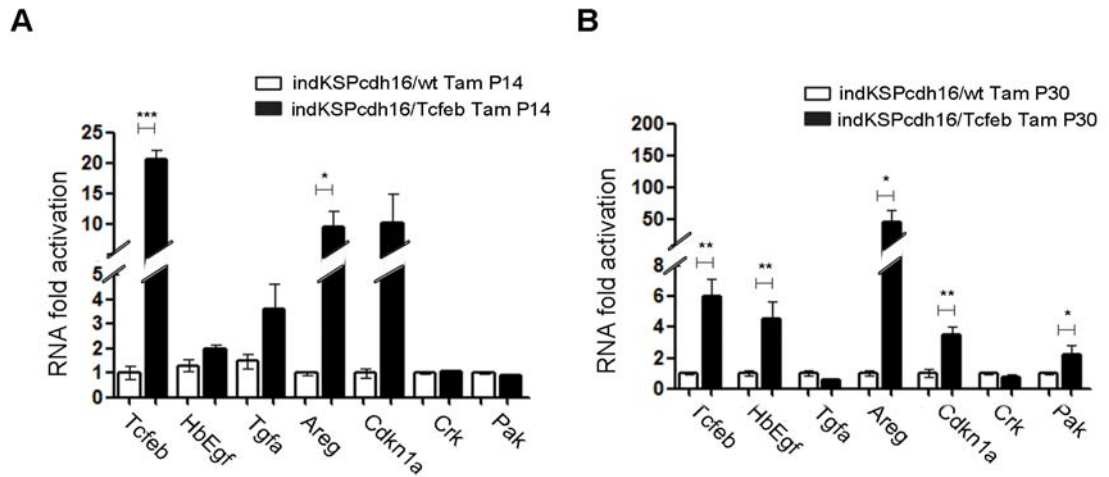 A
indKSPcdh16/wt Tam P14
indKSPcdh16/Tcfeb Tam P14
RNA fold activation
25
20
15
10
5
4
3
2
1
0
***
*
Tcfeb
HbEgf
Tgfa
Areg
Cdkn1a
Crk
Pak
B
indKSPcdh16/wt Tam P30
indKSPcdh16/Tcfeb Tam P30
RNA fold activation
200
150
100
50
8
6
4
2
0
**
**
*
**
*
Tcfeb
HbEgf
Tgfa
Areg
Cdkn1a
Crk
Pak